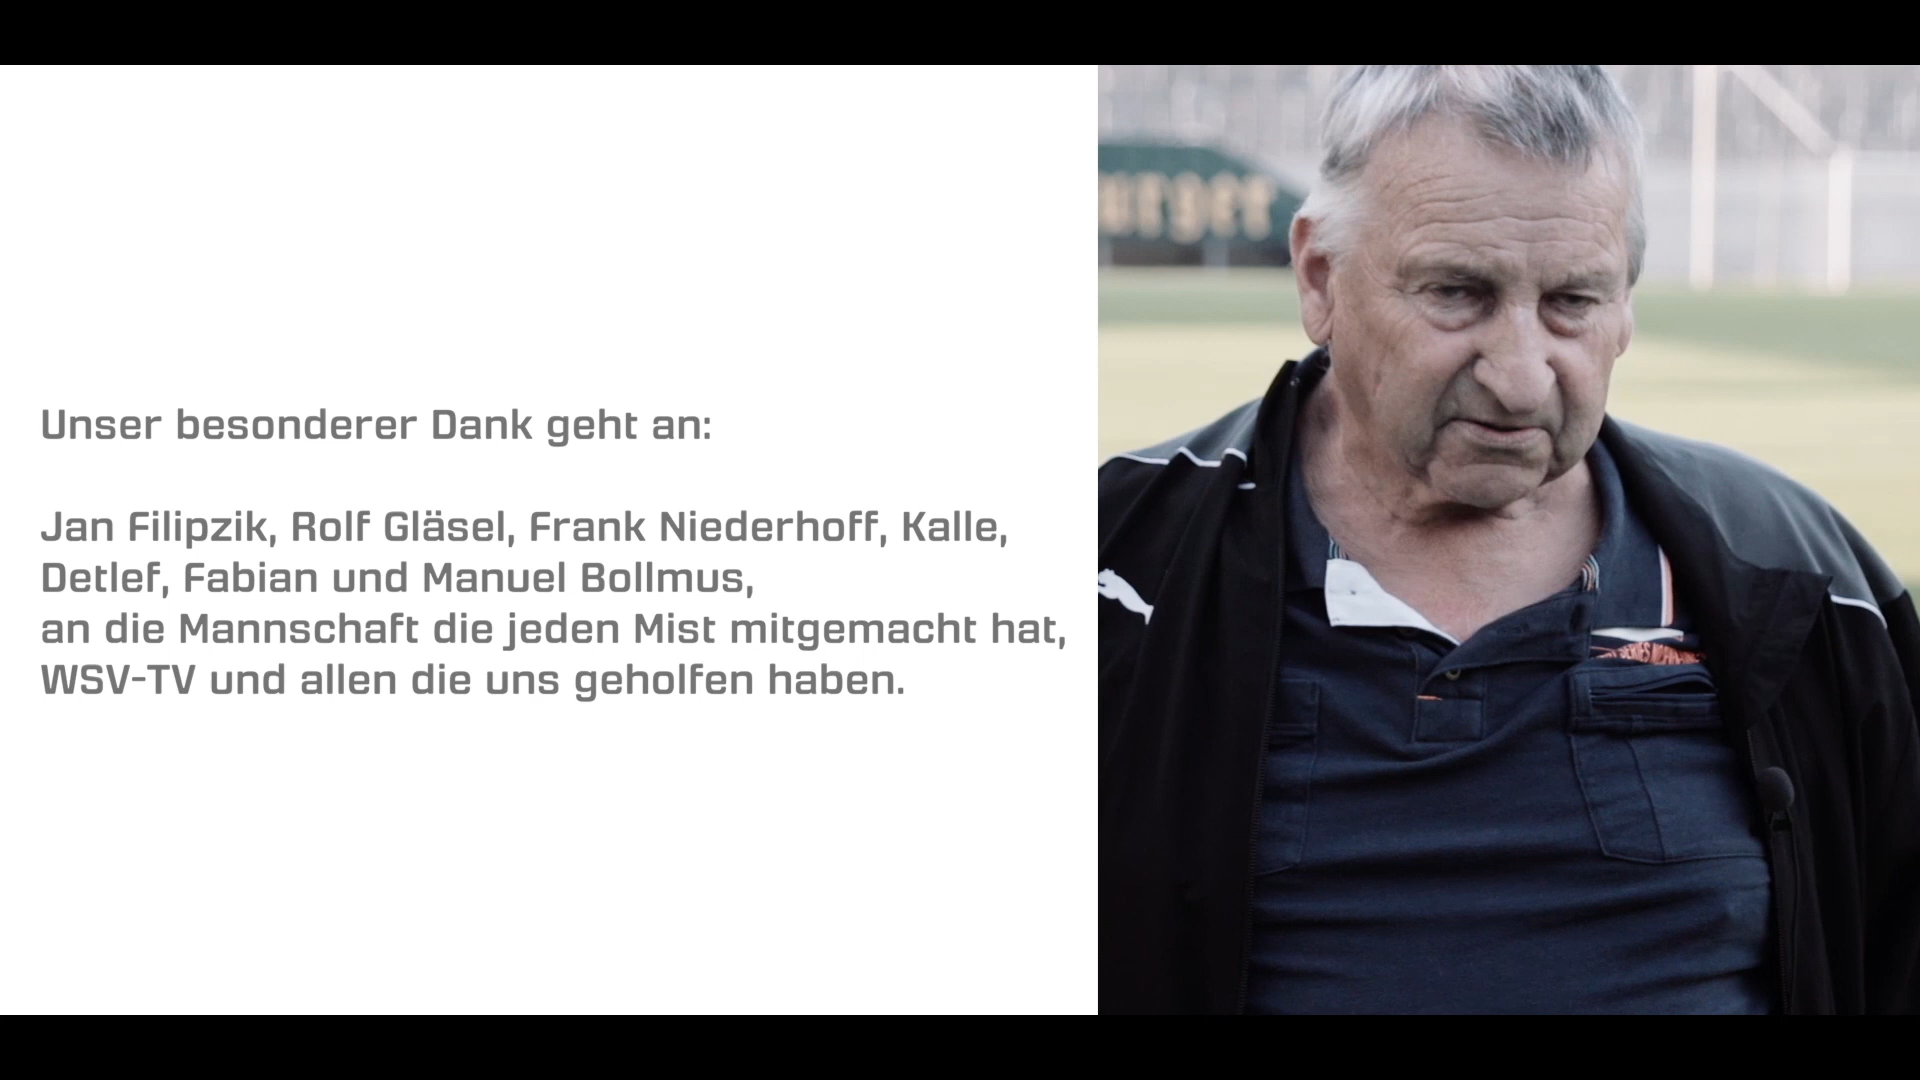 Unser besonderer Dank geht an:
Jan Filipzik, Rolf Gläsel, Frank Niederhoff, Kalle,
Detlef, Fabian und Manuel Bollmus,
an die Mannschaft die jeden Mist mitgemacht hat,
WSV-TV und allen die uns geholfen haben.
urger